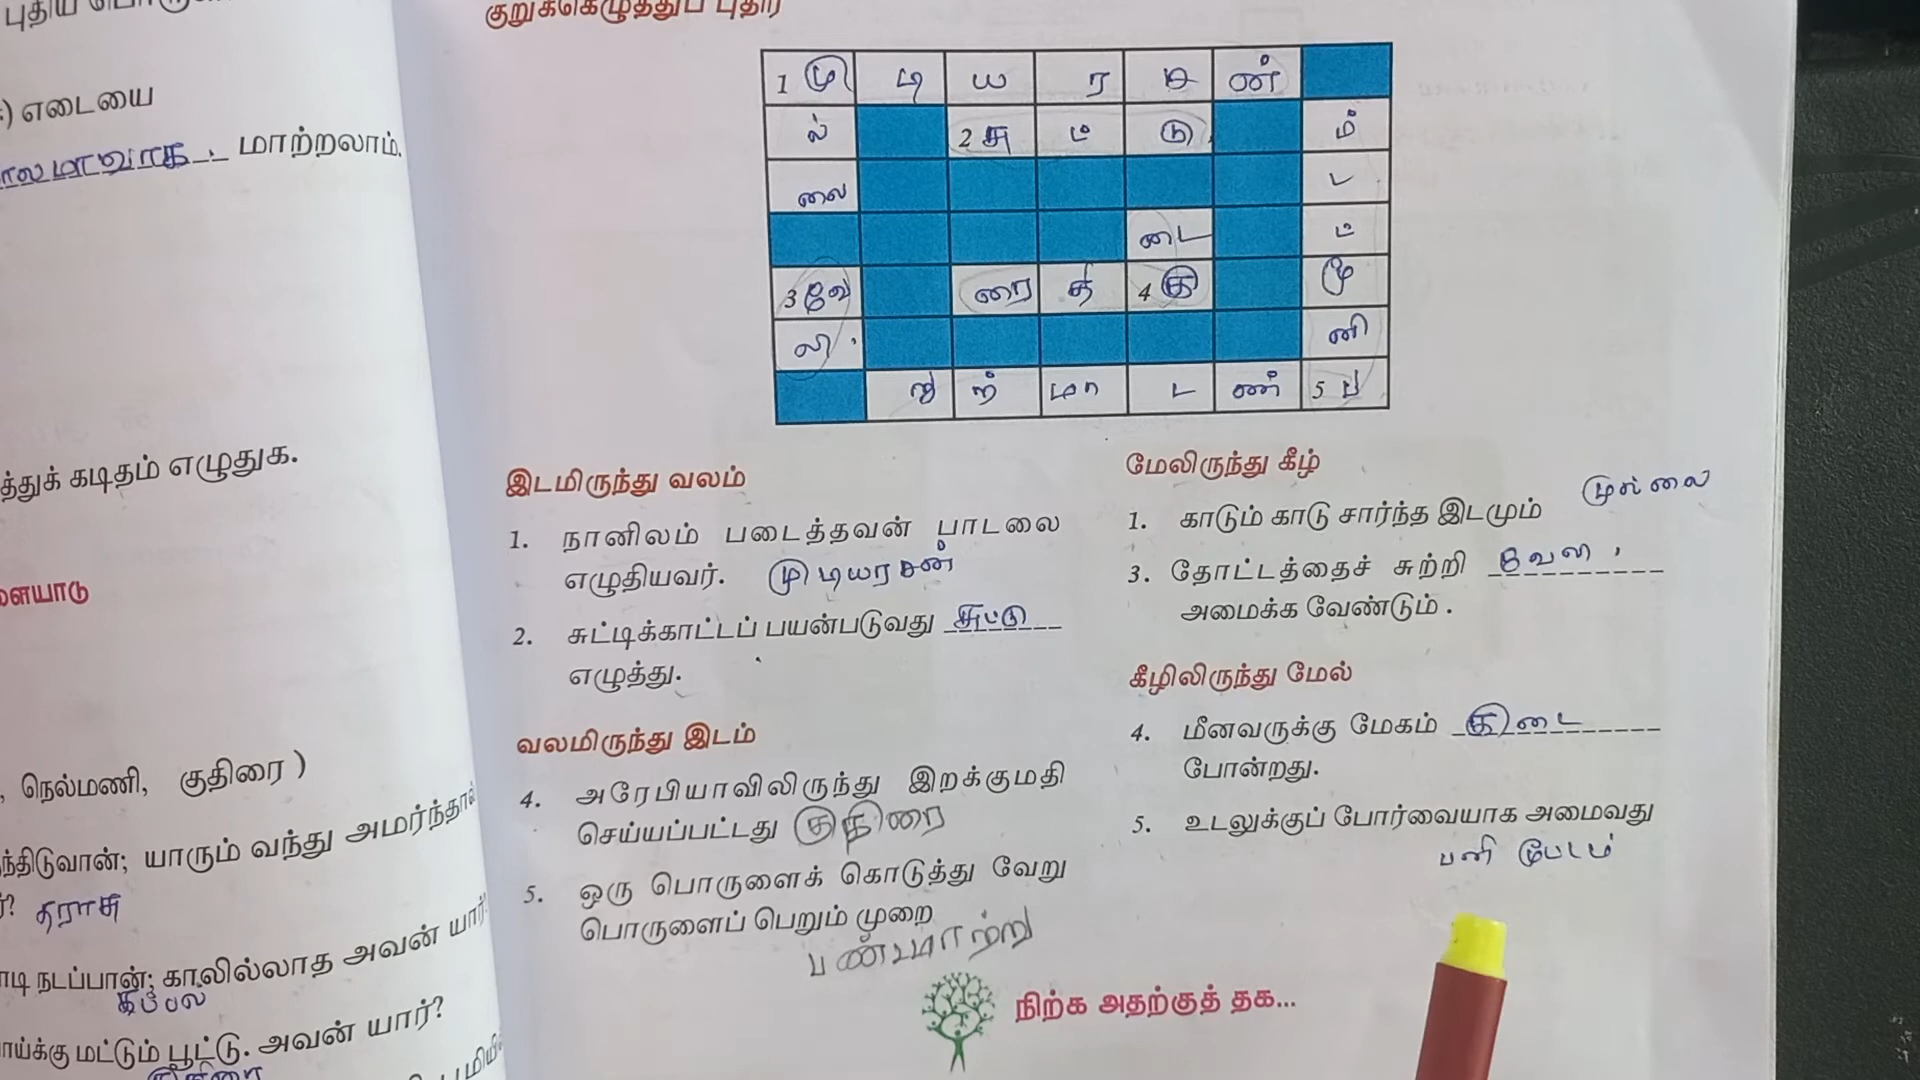 குறுக்கெழுத்துப் புதிர்
எடையை
மாற்றலாம்.
த்துக் கடிதம் எழுதுக.
ளையாடு
, நெல்மணி, குதிரை )
ந்திடுவான்; யாரும் வந்து அமர்ந்தால்
? தராசு
டி நடப்பான்; காலில்லாத அவன் யார்?
கப்பல்
ாய்க்கு மட்டும் பூட்டு. அவன் யார்?
1 மு டி ய ர ச ன்
ல் 2 சு ட் டு ம்
லை ட
டை ட்
3 வே ரை தி 4 கு மூ
லி னி
று ற் மா ட ண் 5 ப
இடமிருந்து வலம்
1. நானிலம் படைத்தவன் பாடலை
எழுதியவர். முடியரசன்
2. சுட்டிக்காட்டப் பயன்படுவது சுட்டு
எழுத்து.
வலமிருந்து இடம்
4. அரேபியாவிலிருந்து இறக்குமதி
செய்யப்பட்டது குதிரை
5. ஒரு பொருளைக் கொடுத்து வேறு
பொருளைப் பெறும் முறை
பண்டமாற்று
மேலிருந்து கீழ்
1. காடும் காடு சார்ந்த இடமும் முல்லை
3. தோட்டத்தைச் சுற்றி வேலி
அமைக்க வேண்டும்.
கீழிலிருந்து மேல்
4. மீனவருக்கு மேகம் குடை
போன்றது.
5. உடலுக்குப் போர்வையாக அமைவது
பனி மூட்டம்
நிற்க அதற்குத் தக...